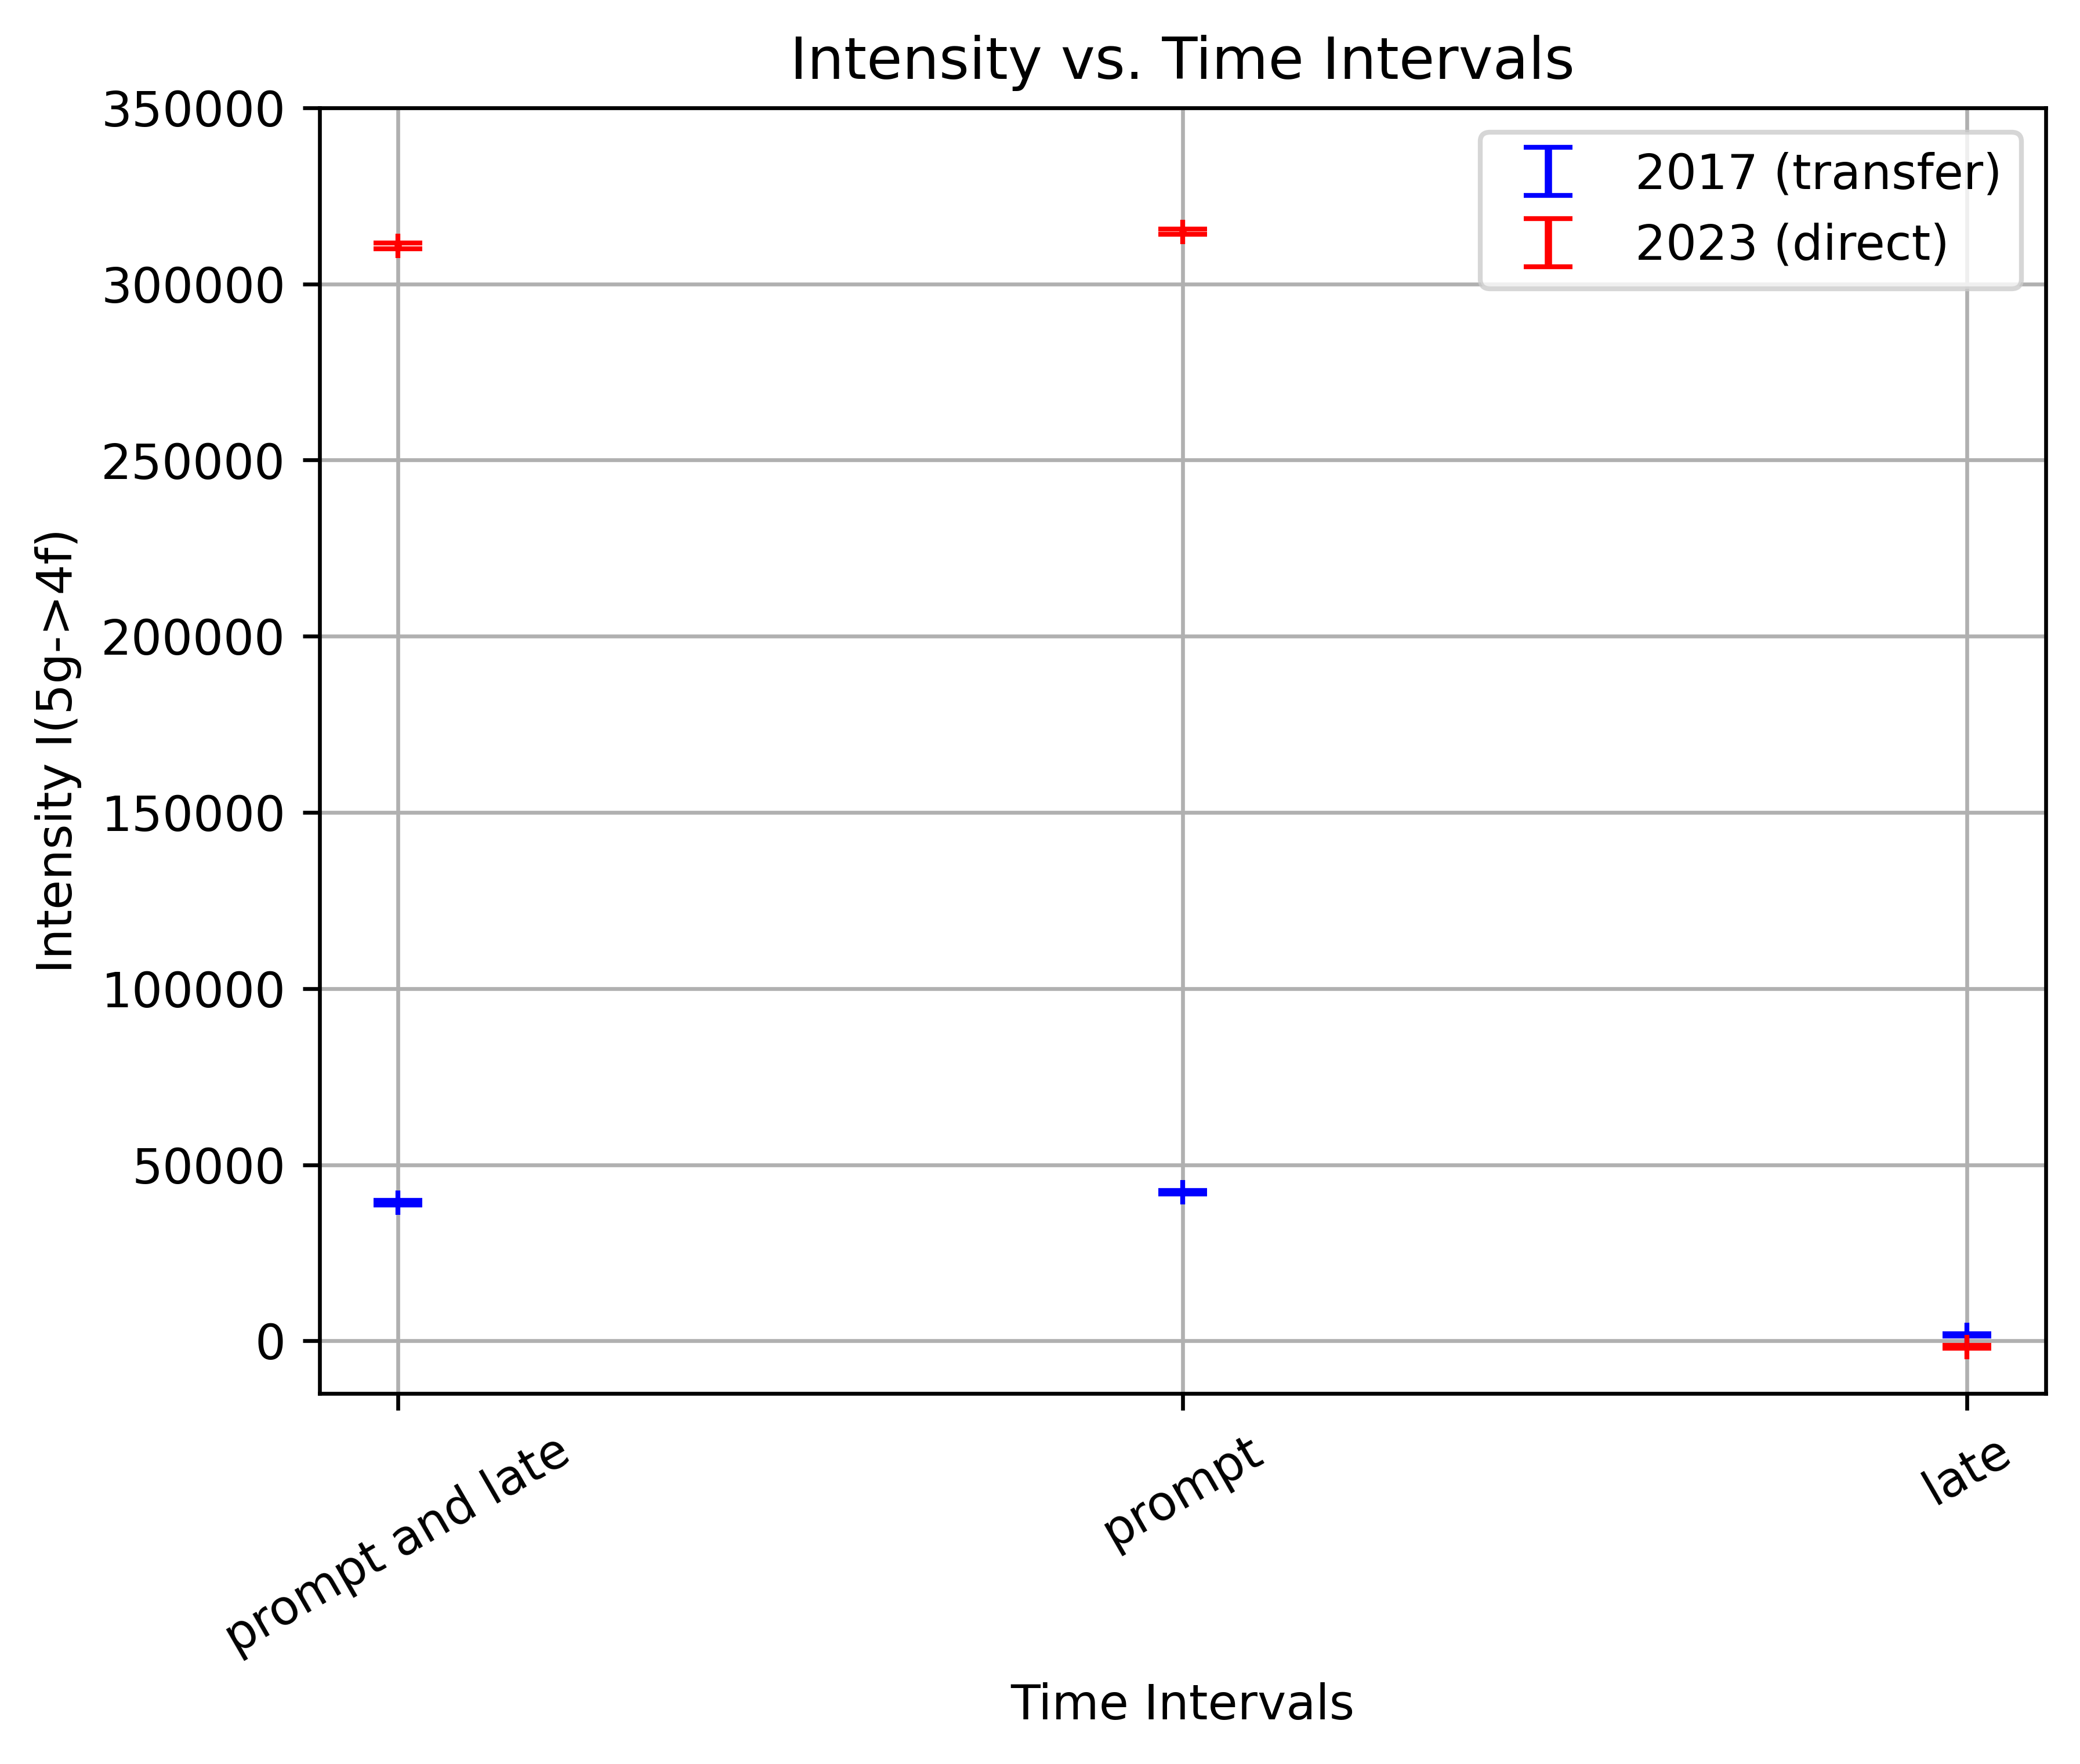 Intensity vs. Time Intervals
350000
300000
250000
200000
150000
100000
50000
0
Intensity I(5g->4f)
2017 (transfer)
2023 (direct)
prompt and late
prompt
late
Time Intervals